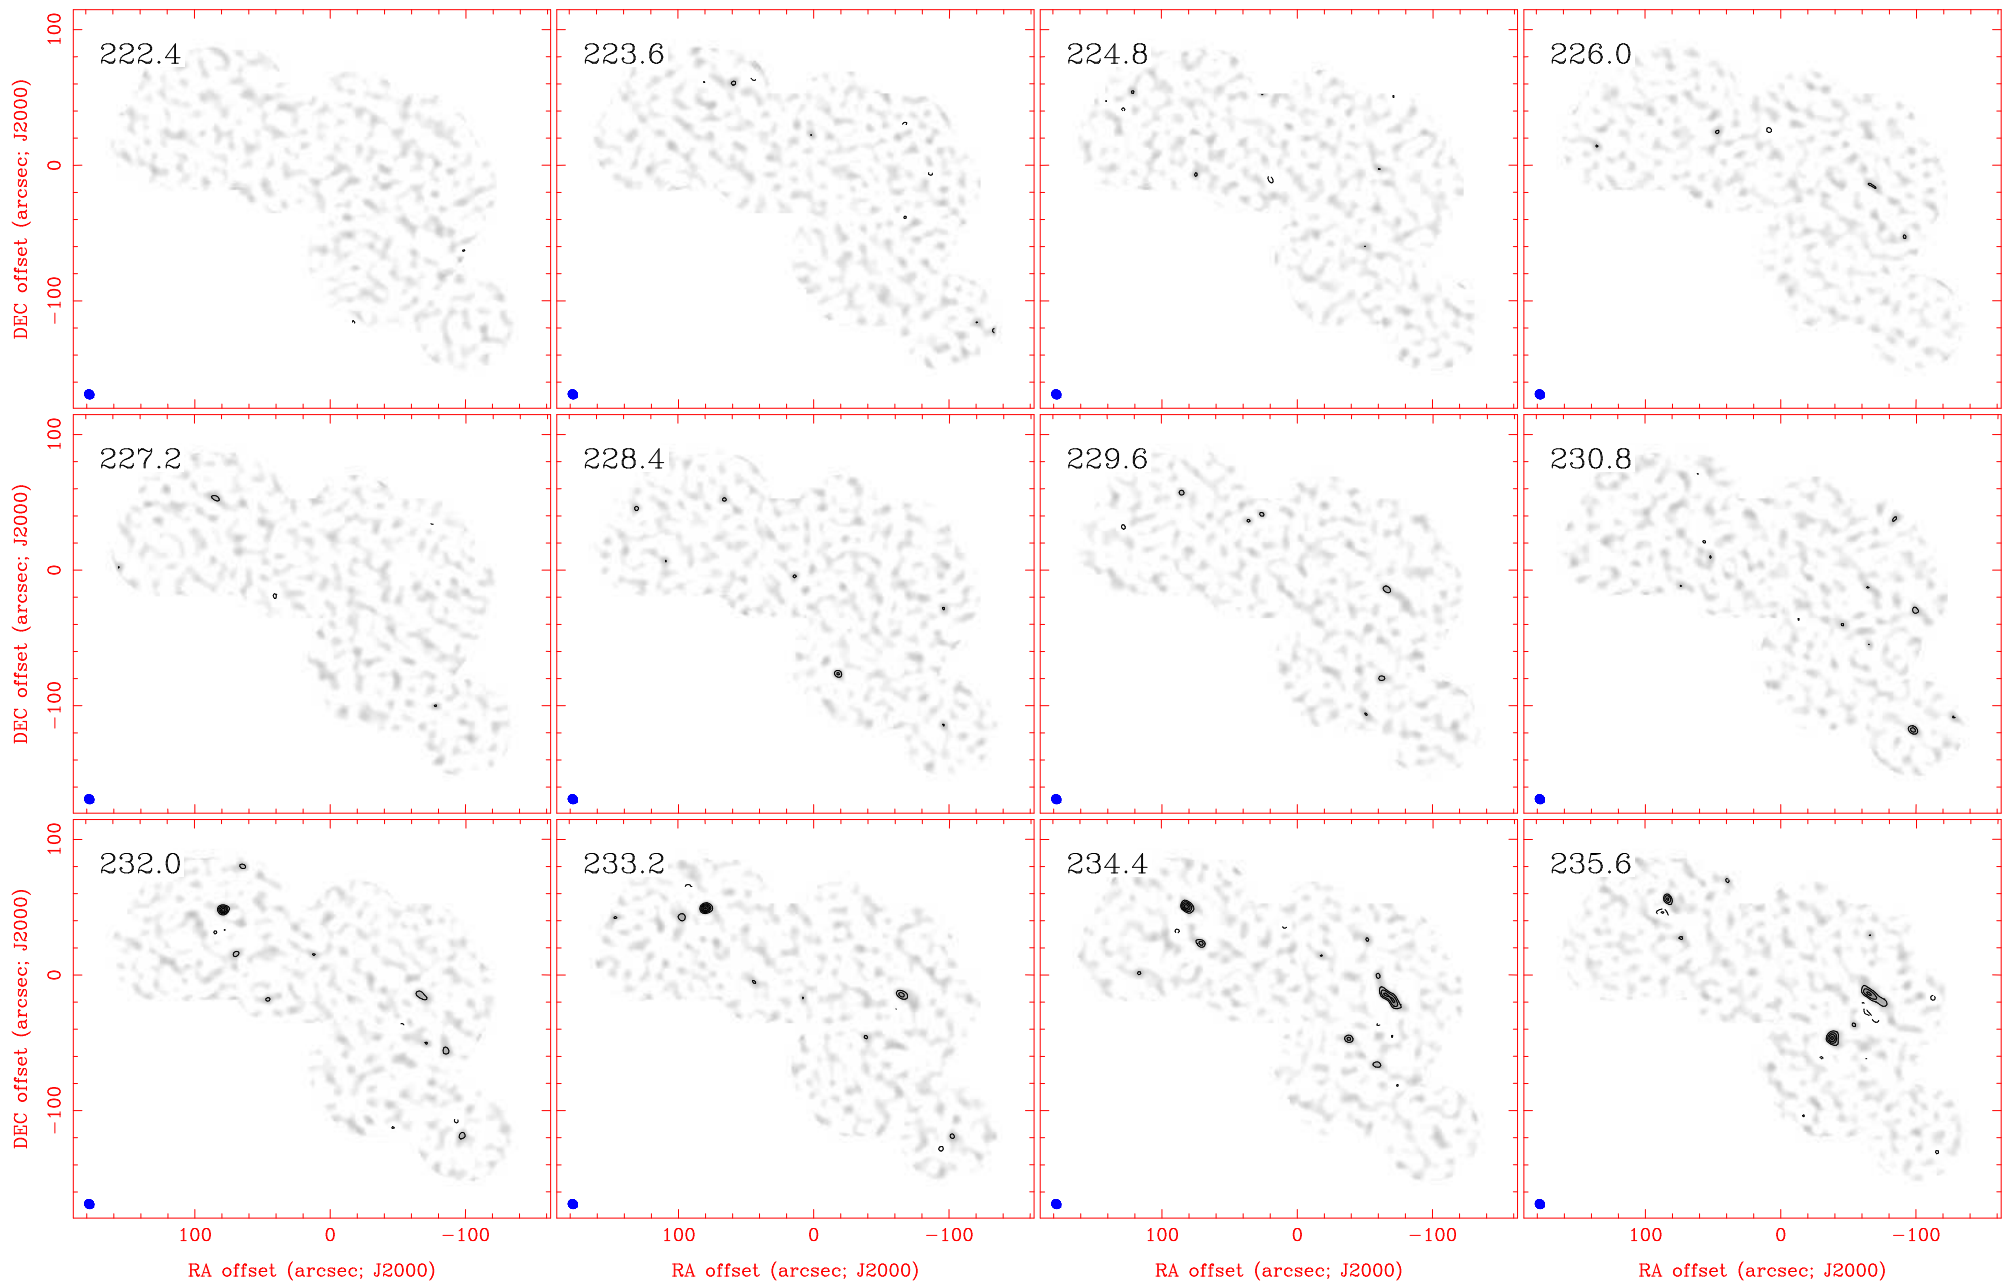 222.4 223.6 224.8 226.0
100
0
−100
DEC offset (arcsec; J2000)
227.2 228.4 229.6 230.8
100
0
−100
DEC offset (arcsec; J2000)
232.0 233.2 234.4 235.6
100
0
−100
DEC offset (arcsec; J2000)
100 0 −100 100 0 −100 100 0 −100 100 0 −100
RA offset (arcsec; J2000) RA offset (arcsec; J2000) RA offset (arcsec; J2000) RA offset (arcsec; J2000)